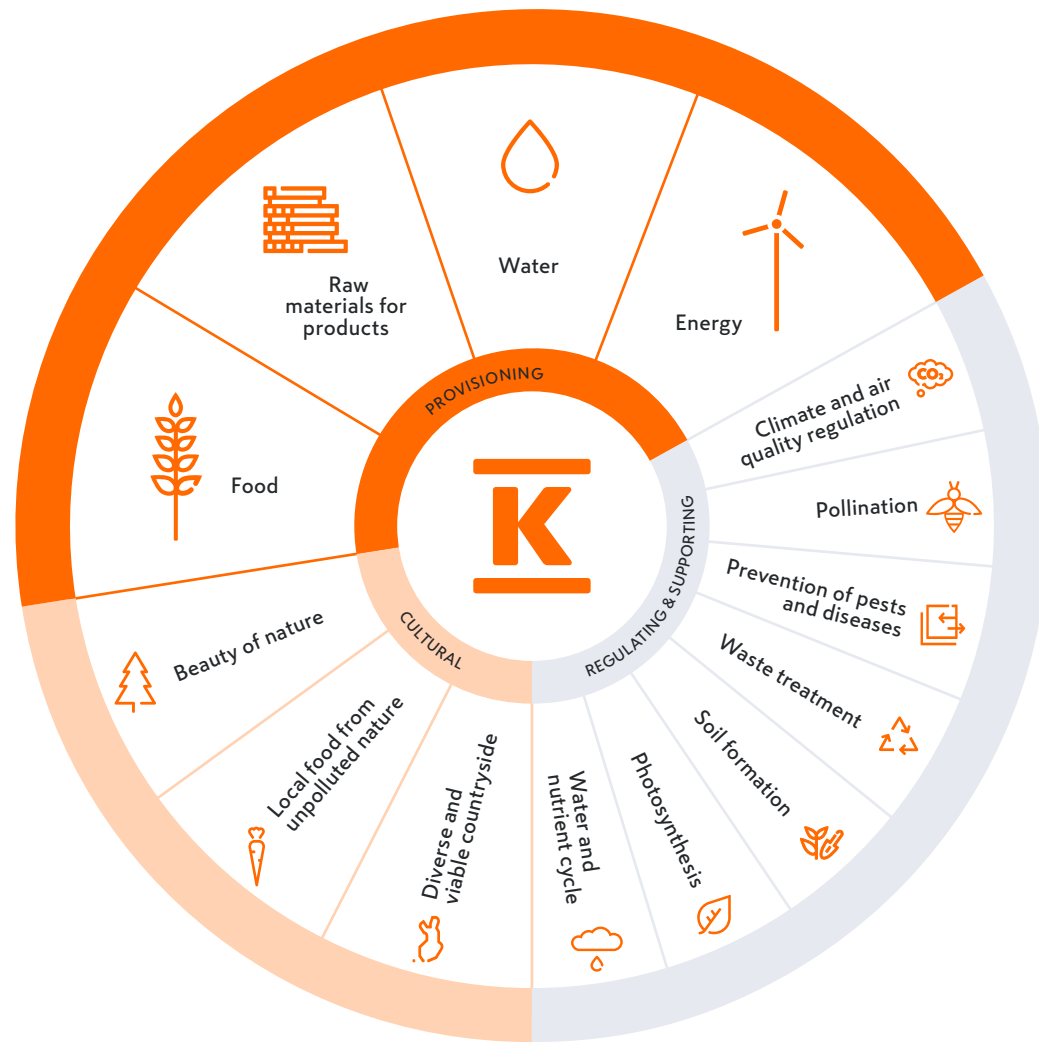 Water
Raw
materials for
products
Energy
Food
PROVISIONING
K
CO₂
Climate and air
quality regulation
Pollination
Prevention of pests
and diseases
Waste treatment
Soil formation
Photosynthesis
Water and
nutrient cycle
REGULATING & SUPPORTING
CULTURAL
Beauty of nature
Local food from
unpolluted nature
Diverse and
viable countryside